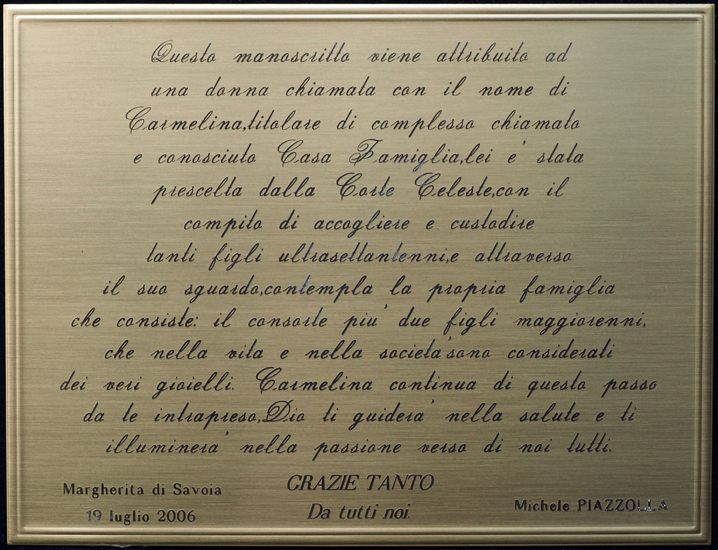 Questo manoscritto viene attribuito ad
una donna chiamata con il nome di
Carmelina,titolare di complesso chiamato
e conosciuto Casa Famiglia,lei e' stata
prescelta dalla Corte Celeste,con il
compito di accogliere e custodire
tanti figli ultrasettantenni,e attraverso
il suo sguardo,contempla la propria famiglia
che consiste: il consorte piu' due figli maggiorenni,
che nella vita e nella societa'sono considerati
dei veri gioielli. Carmelina continua di questo passo
da te intrapreso,Dio ti guidera' nella salute e ti
illuminera' nella passione verso di noi tutti.
GRAZIE TANTO
Da tutti noi.
Margherita di Savoia
19 luglio 2006
Michele PIAZZOLLA